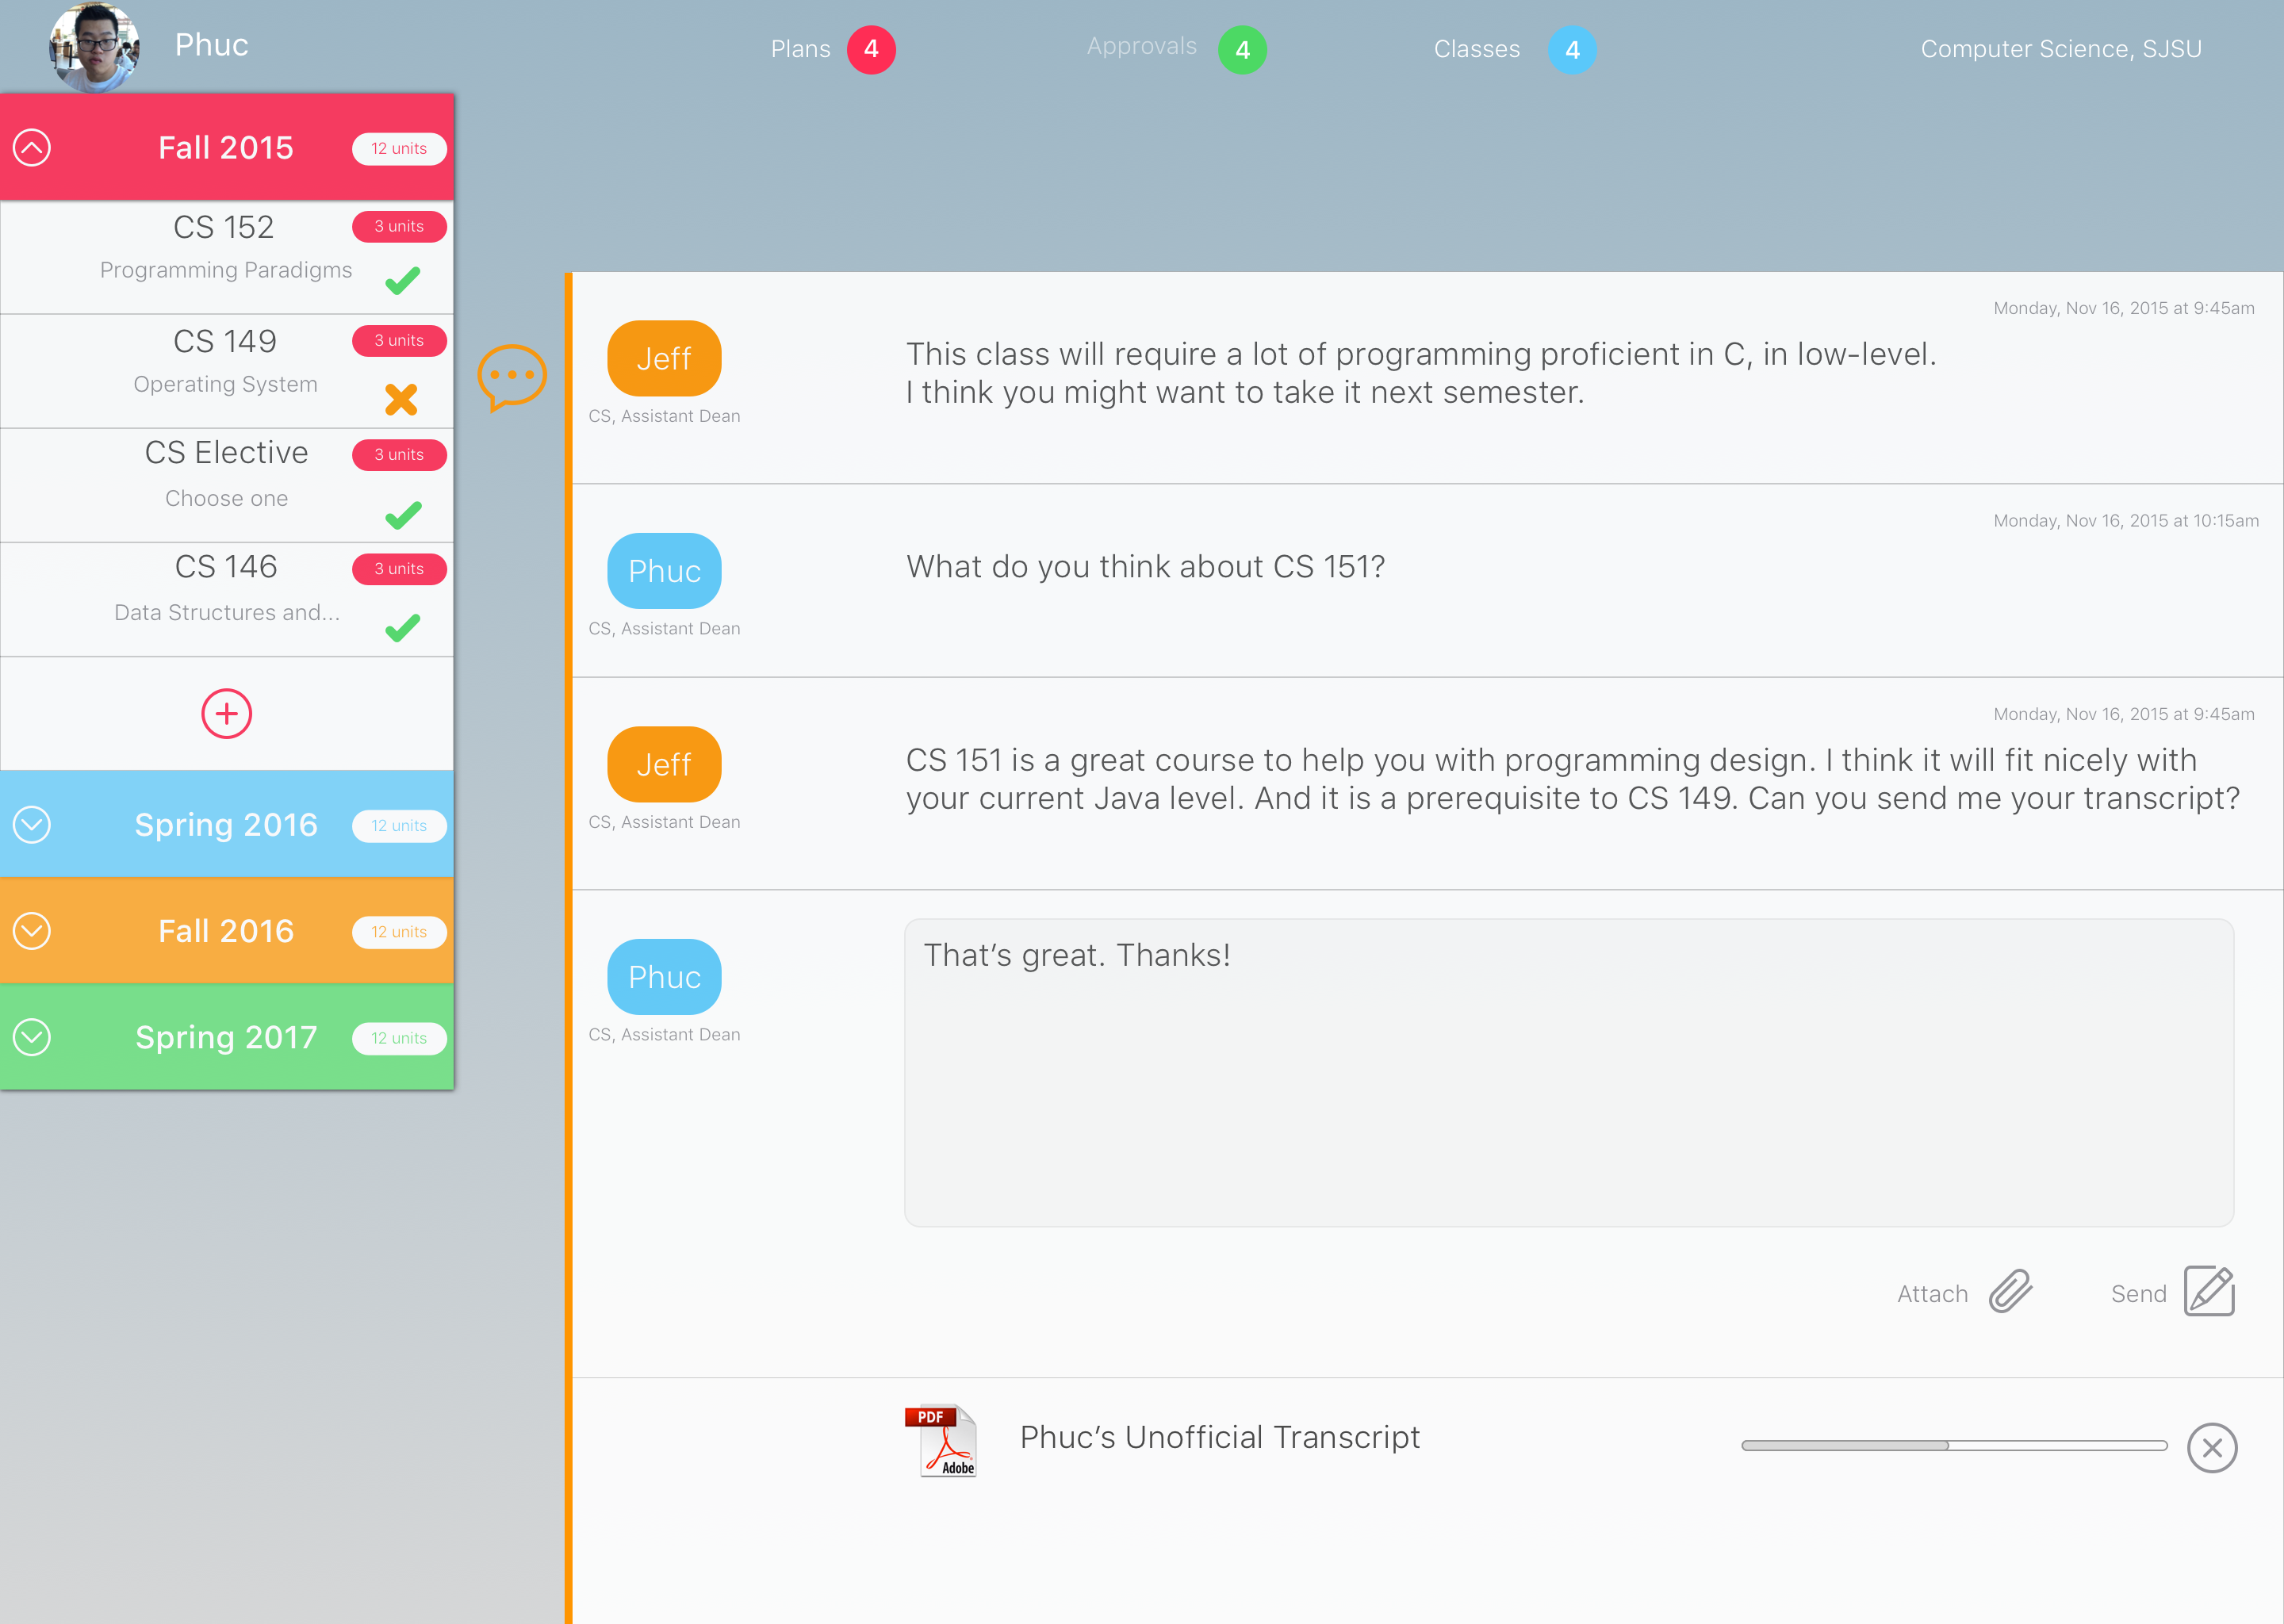 Phuc
Plans 4
Approvals 4
Classes 4
Computer Science, SJSU
Fall 2015
12 units
CS 152
3 units
Programming Paradigms
CS 149
3 units
Operating System
CS Elective
3 units
Choose one
CS 146
3 units
Data Structures and...
Spring 2016
12 units
Fall 2016
12 units
Spring 2017
12 units
Monday, Nov 16, 2015 at 9:45am
Jeff
CS, Assistant Dean
This class will require a lot of programming proficient in C, in low-level.
I think you might want to take it next semester.
Monday, Nov 16, 2015 at 10:15am
Phuc
CS, Assistant Dean
What do you think about CS 151?
Monday, Nov 16, 2015 at 9:45am
Jeff
CS, Assistant Dean
CS 151 is a great course to help you with programming design. I think it will fit nicely with
your current Java level. And it is a prerequisite to CS 149. Can you send me your transcript?
Phuc
CS, Assistant Dean
That’s great. Thanks!
Attach
Send
PDF
Adobe
Phuc’s Unofficial Transcript